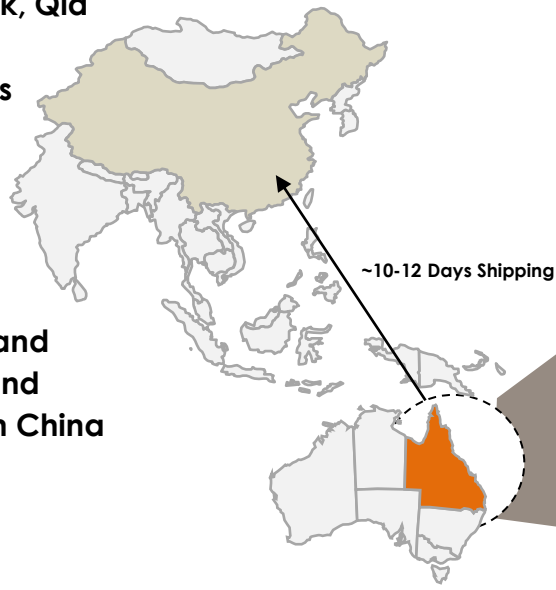 k, Qld
s
~10-12 Days Shipping
and
nd
n China